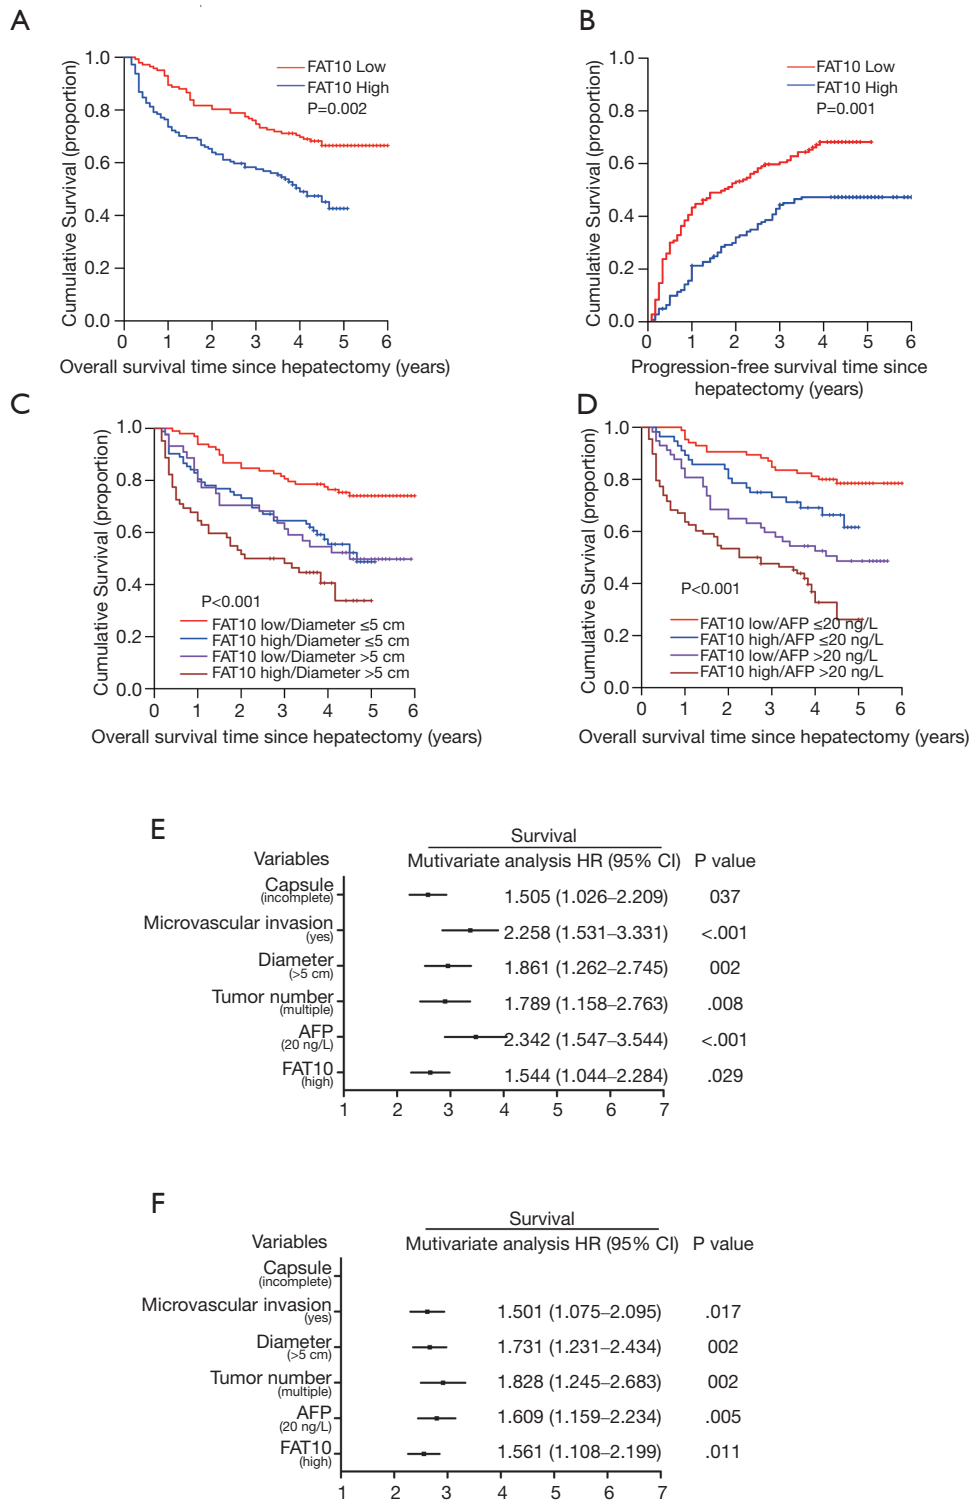 A
Cumulative Survival (proportion)
1.0
0.8
0.6
0.4
0.2
0.0
FAT10 Low
FAT10 High
P=0.002
0 1 2 3 4 5 6
Overall survival time since hepatectomy (years)
B
Cumulative Survival (proportion)
1.0
0.8
0.6
0.4
0.2
0.0
FAT10 Low
FAT10 High
P=0.001
0 1 2 3 4 5 6
Progression-free survival time since
hepatectomy (years)
C
Cumulative Survival (proportion)
1.0
0.8
0.6
0.4
0.2
0.0
P<0.001
FAT10 low/Diameter ≤5 cm
FAT10 high/Diameter ≤5 cm
FAT10 low/Diameter >5 cm
FAT10 high/Diameter >5 cm
0 1 2 3 4 5 6
Overall survival time since hepatectomy (years)
D
Cumulative Survival (proportion)
1.0
0.8
0.6
0.4
0.2
0.0
P<0.001
FAT10 low/AFP ≤20 ng/L
FAT10 high/AFP ≤20 ng/L
FAT10 low/AFP >20 ng/L
FAT10 high/AFP >20 ng/L
0 1 2 3 4 5 6
Overall survival time since hepatectomy (years)
E
Survival
Variables Mutivariate analysis HR (95% CI) P value
Capsule
(incomplete)
1.505 (1.026–2.209) 037
Microvascular invasion
(yes)
2.258 (1.531–3.331) <.001
Diameter
(>5 cm)
1.861 (1.262–2.745) 002
Tumor number
(multiple)
1.789 (1.158–2.763) .008
AFP
(20 ng/L)
2.342 (1.547–3.544) <.001
FAT10
(high)
1.544 (1.044–2.284) .029
1 2 3 4 5 6 7
F
Survival
Variables Mutivariate analysis HR (95% CI) P value
Capsule
(incomplete)
Microvascular invasion
(yes)
1.501 (1.075–2.095) .017
Diameter
(>5 cm)
1.731 (1.231–2.434) 002
Tumor number
(multiple)
1.828 (1.245–2.683) 002
AFP
(20 ng/L)
1.609 (1.159–2.234) .005
FAT10
(high)
1.561 (1.108–2.199) .011
1 2 3 4 5 6 7